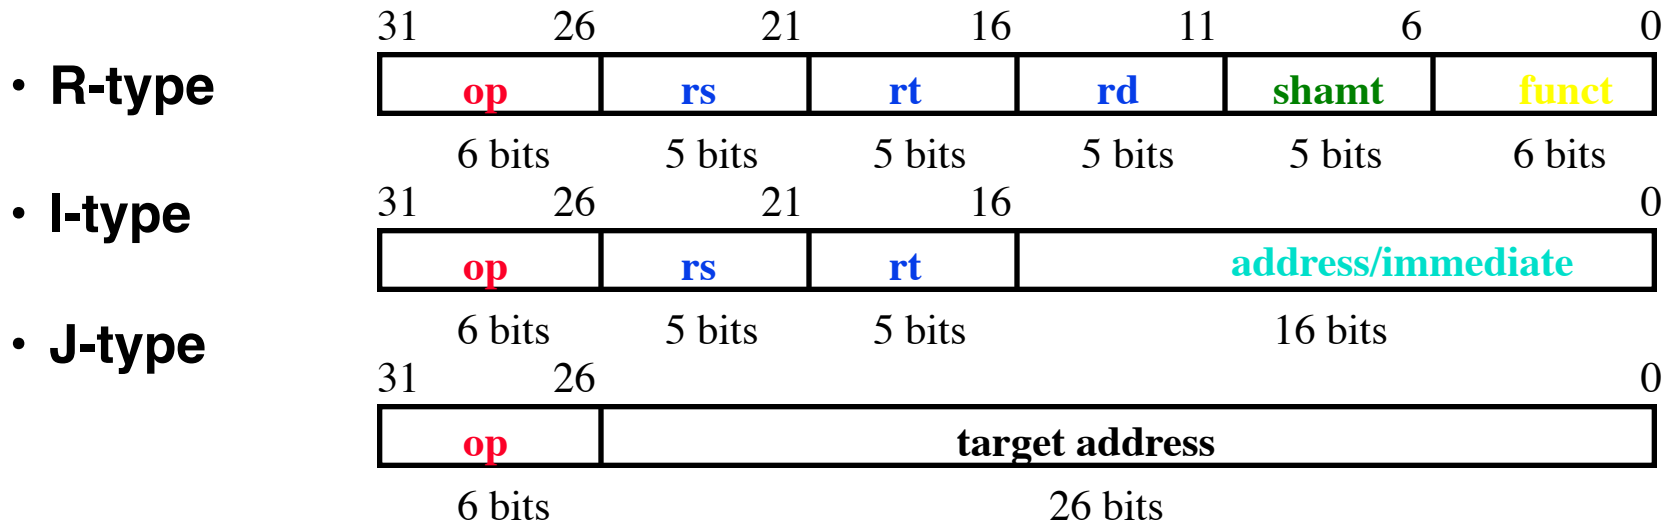 31 26 21 16 11 6 0
• R-type op rs rt rd shamt funct
6 bits 5 bits 5 bits 5 bits 5 bits 6 bits
• I-type 31 26 21 16 0
op rs rt address/immediate
6 bits 5 bits 5 bits 16 bits
• J-type
31 26 0
op target address
6 bits 26 bits